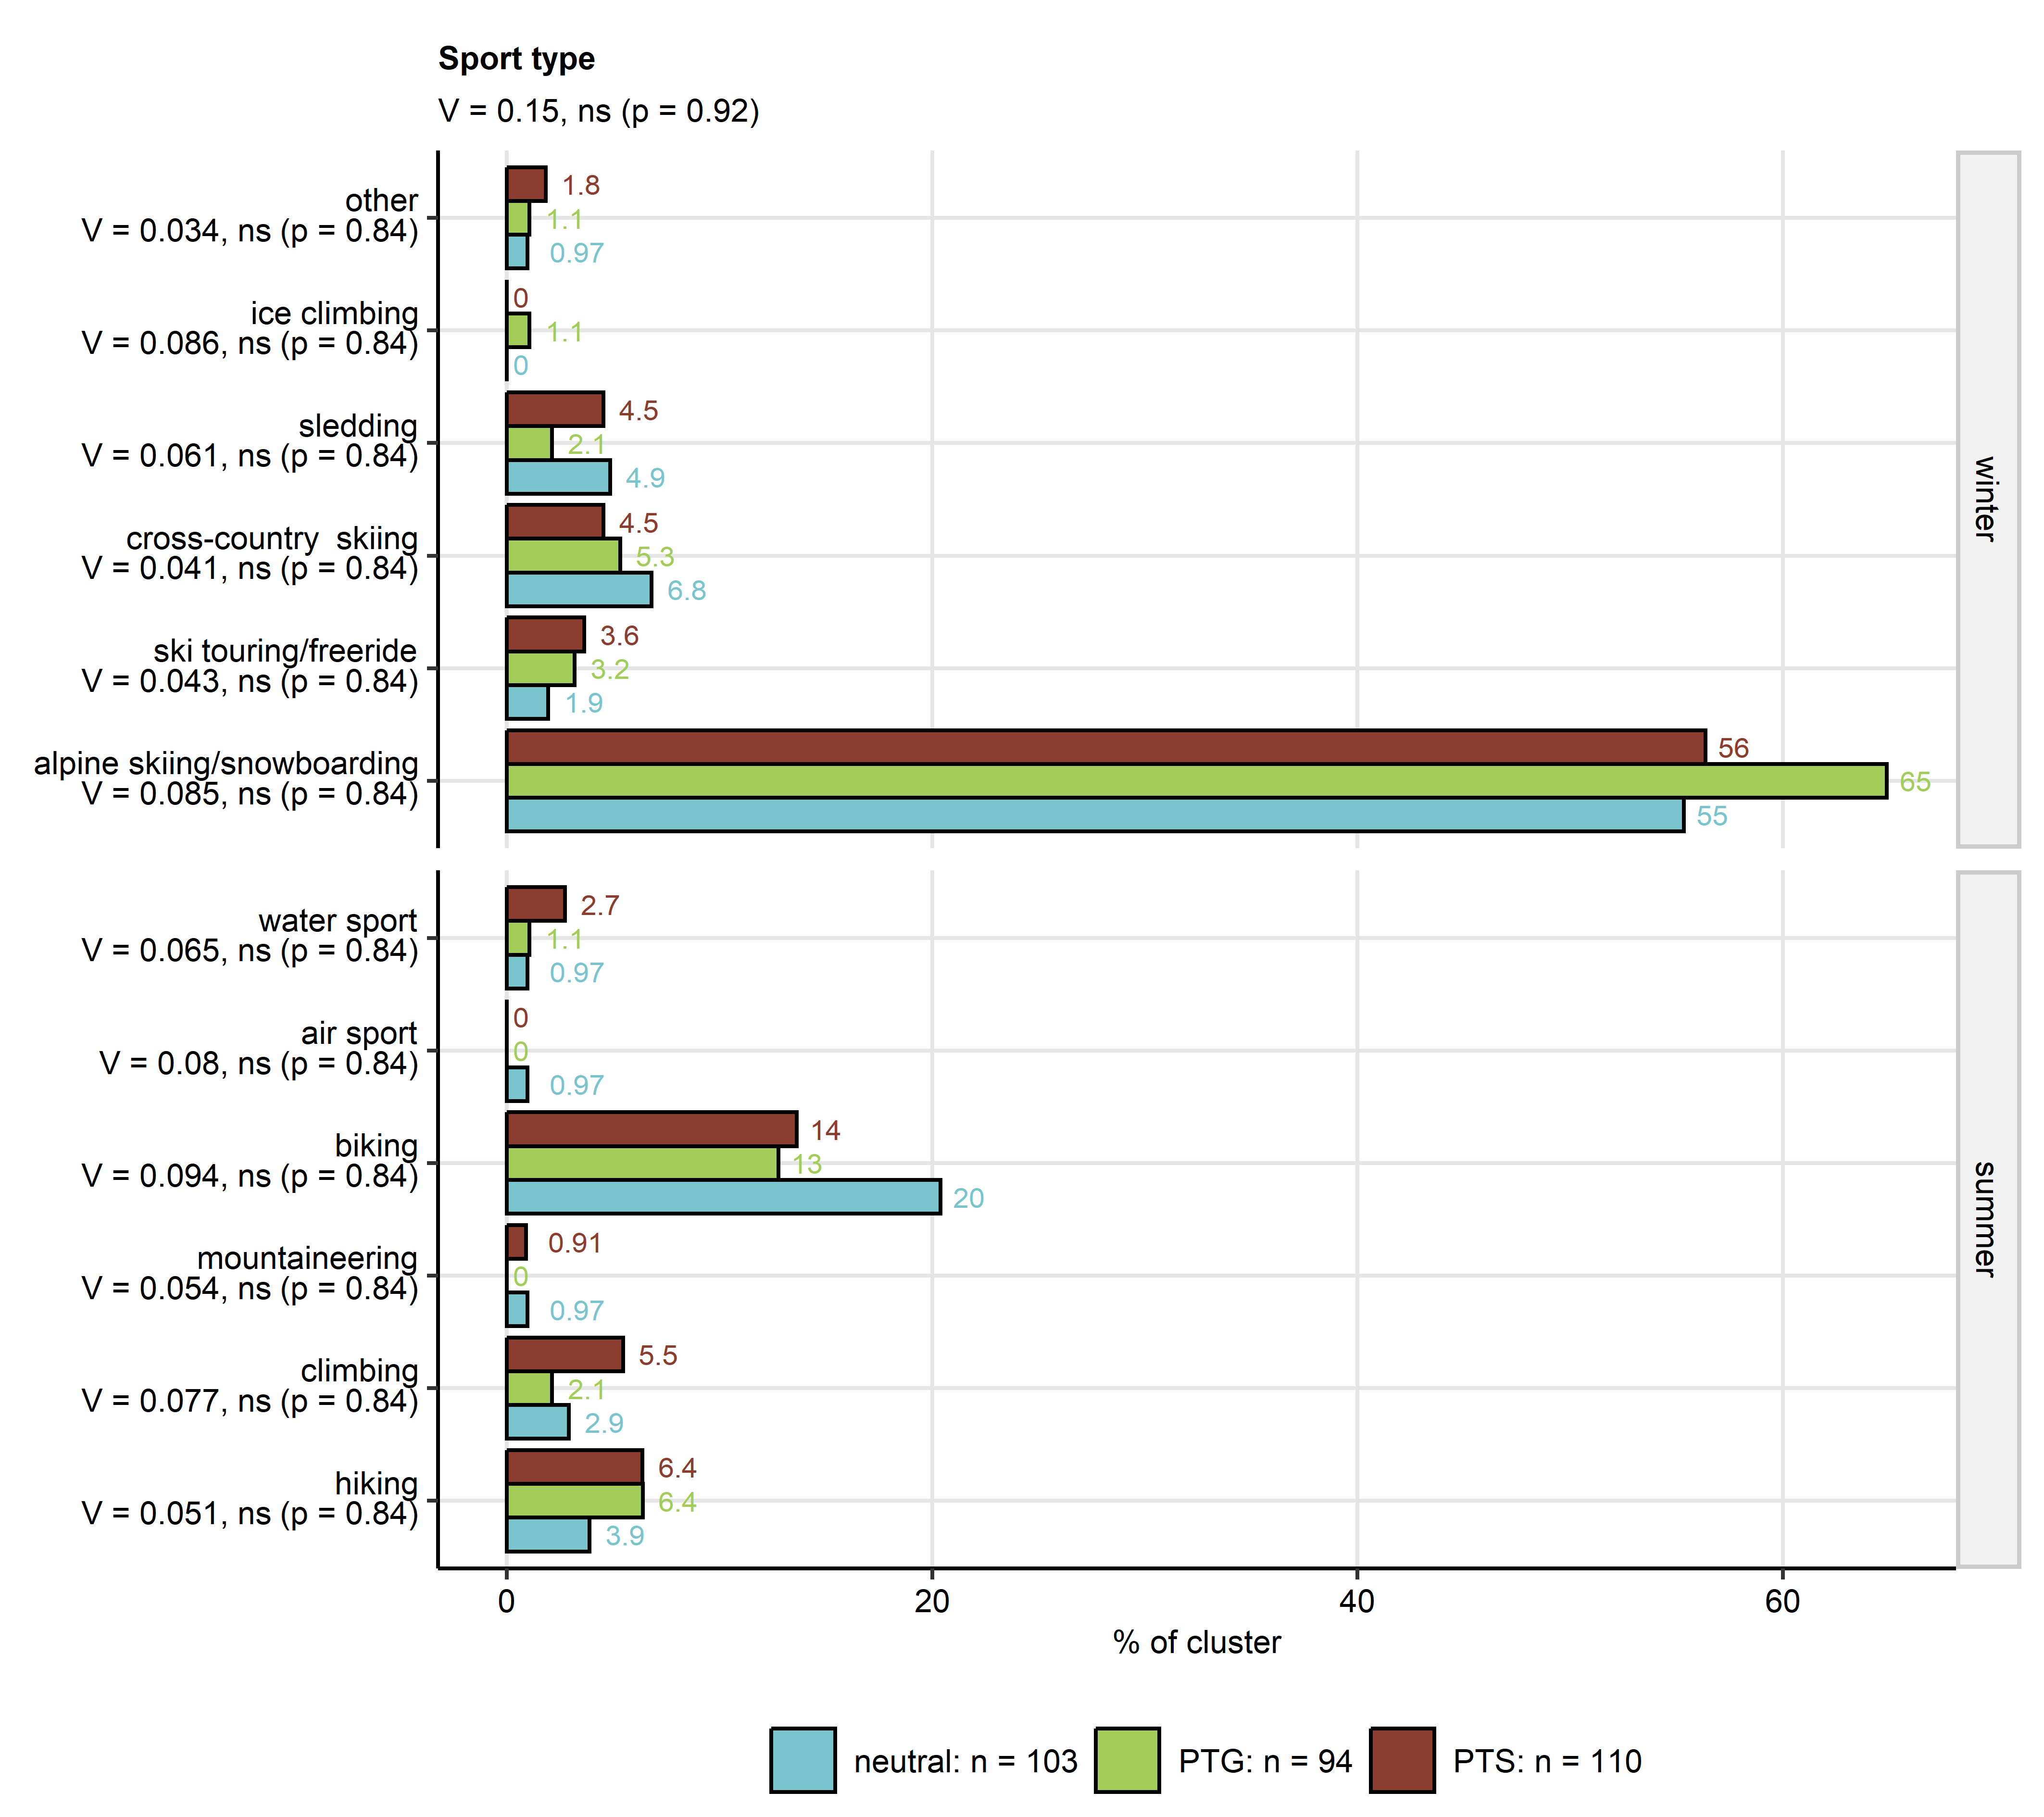 Sport type
V = 0.15, ns (p = 0.92)
other
V = 0.034, ns (p = 0.84)
1.8
1.1
0.97
ice climbing
V = 0.086, ns (p = 0.84)
0
1.1
0
sledding
V = 0.061, ns (p = 0.84)
4.5
2.1
4.9
cross-country  skiing
V = 0.041, ns (p = 0.84)
4.5
5.3
6.8
ski touring/freeride
V = 0.043, ns (p = 0.84)
3.6
3.2
1.9
alpine skiing/snowboarding
V = 0.085, ns (p = 0.84)
56
65
55
winter
water sport
V = 0.065, ns (p = 0.84)
2.7
1.1
0.97
air sport
V = 0.08, ns (p = 0.84)
0
0
0.97
biking
V = 0.094, ns (p = 0.84)
14
13
20
mountaineering
V = 0.054, ns (p = 0.84)
0.91
0
0.97
climbing
V = 0.077, ns (p = 0.84)
5.5
2.1
2.9
hiking
V = 0.051, ns (p = 0.84)
6.4
6.4
3.9
summer
0 20 40 60
% of cluster
neutral: n = 103 PTG: n = 94 PTS: n = 110